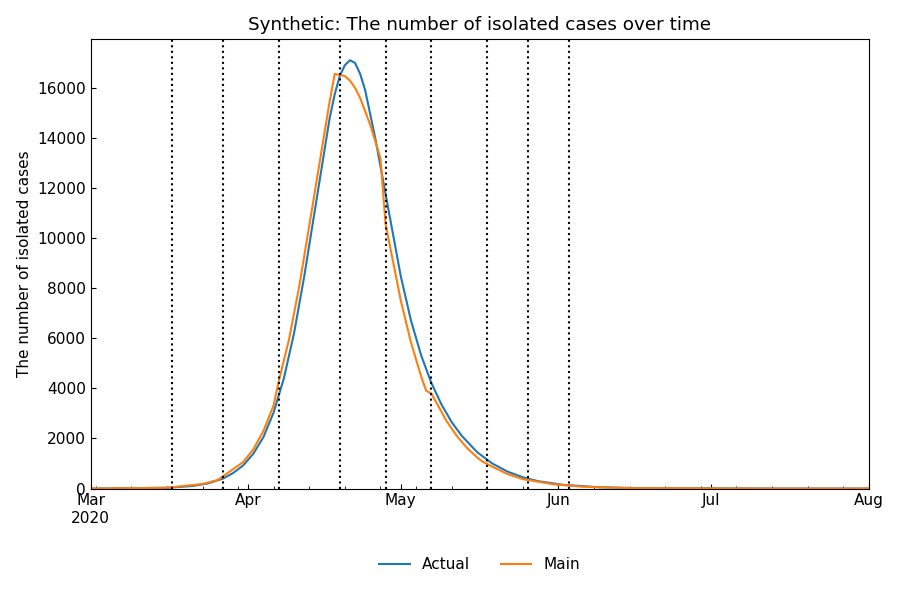 Synthetic: The number of isolated cases over time
The number of isolated cases
16000
14000
12000
10000
8000
6000
4000
2000
0
Mar Apr May Jun Jul Aug
2020
Actual Main